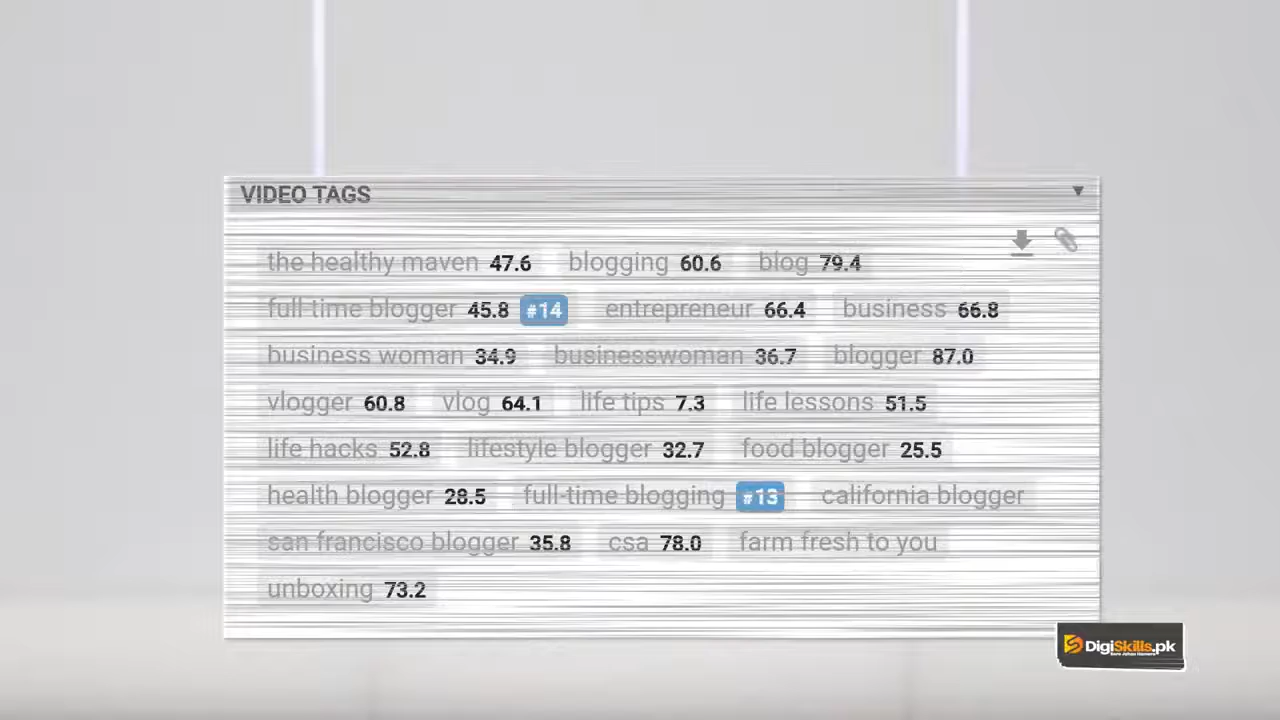 VIDEO TAGS
the healthy maven 47.6 blogging 60.6 blog 79.4
full time blogger 45.8 #14 entrepreneur 66.4 business 66.8
business woman 34.9 businesswoman 36.7 blogger 87.0
vlogger 60.8 vlog 64.1 life tips 7.3 life lessons 51.5
life hacks 52.8 lifestyle blogger 32.7 food blogger 25.5
health blogger 28.5 full-time blogging #13 california blogger
san francisco blogger 35.8 csa 78.0 farm fresh to you
unboxing 73.2
DigiSkills.pk